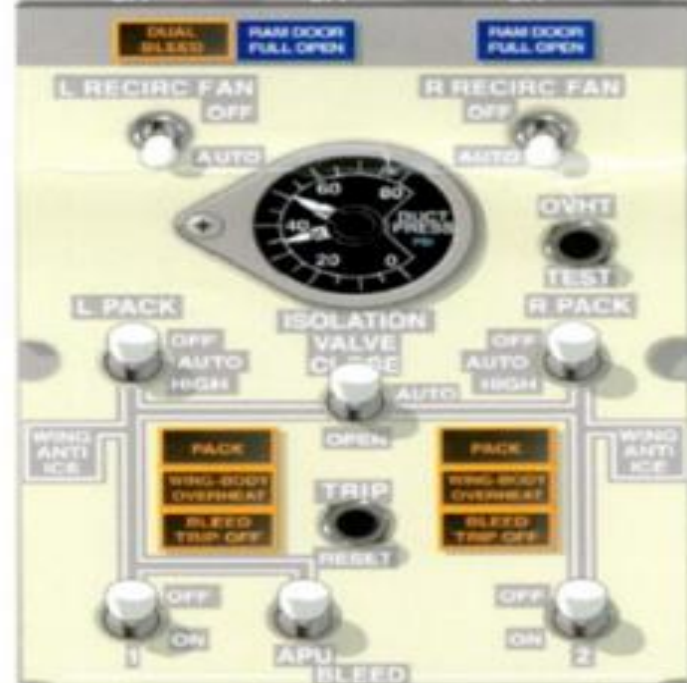 DUAL
BLEED
RAM DOOR
FULL OPEN
RAM DOOR
FULL OPEN
L RECIRC FAN
OFF
AUTO
R RECIRC FAN
OFF
AUTO
60
80
40
20
0
DUCT
PRESS
PSI
OVHT
TEST
L PACK
OFF
AUTO
HIGH
ISOLATION
VALVE
CLOSE
AUTO
OPEN
R PACK
OFF
AUTO
HIGH
WING
ANTI
ICE
PACK
WING-BODY
OVERHEAT
BLEED
TRIP OFF
TRIP
RESET
PACK
WING-BODY
OVERHEAT
BLEED
TRIP OFF
WING
ANTI
ICE
OFF
ON
1
APU
BLEED
OFF
ON
2